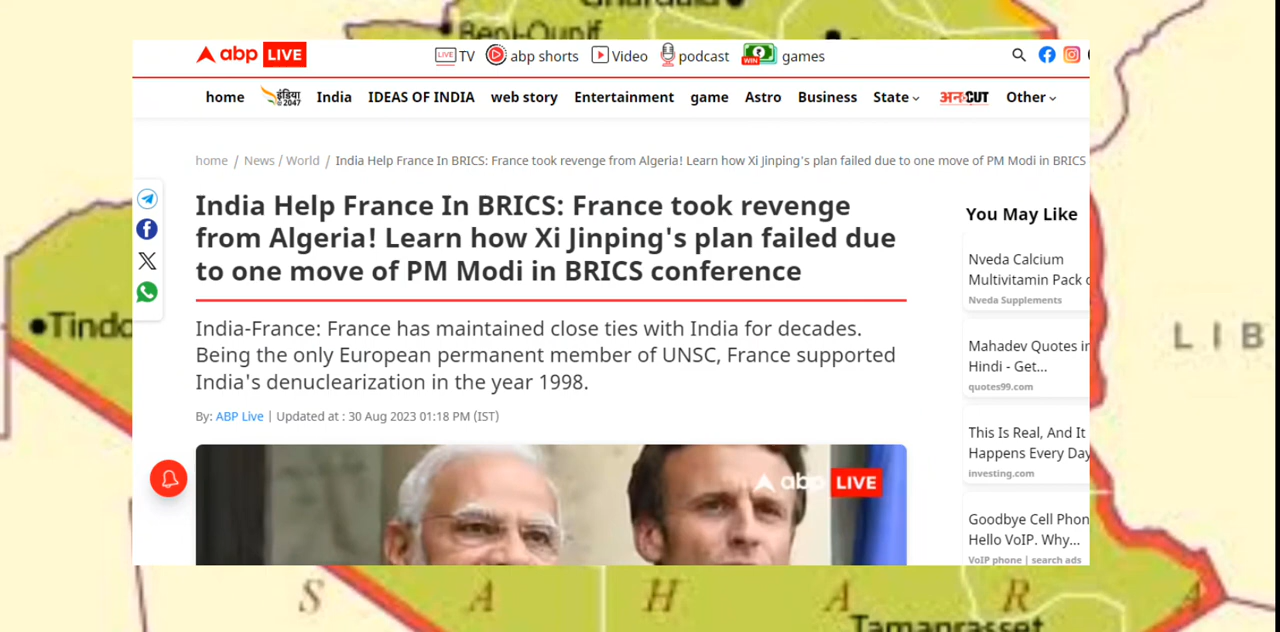 Beni-Ounif
abp LIVE
LIVE TV abp shorts Video podcast WIN games
home इंडिया 2047 India IDEAS OF INDIA web story Entertainment game Astro Business State अनCUT Other
home / News / World / India Help France In BRICS: France took revenge from Algeria! Learn how Xi Jinping's plan failed due to one move of PM Modi in BRICS
India Help France In BRICS: France took revenge
from Algeria! Learn how Xi Jinping's plan failed due
to one move of PM Modi in BRICS conference
India-France: France has maintained close ties with India for decades.
Being the only European permanent member of UNSC, France supported
India's denuclearization in the year 1998.
By: ABP Live | Updated at : 30 Aug 2023 01:18 PM (IST)
abp LIVE
You May Like
Nveda Calcium
Multivitamin Pack
Nveda Supplements
Mahadev Quotes in
Hindi - Get...
quotes99.com
This Is Real, And It
Happens Every Day
investing.com
Goodbye Cell Phon
Hello VoIP. Why...
VoIP phone | search ads
Tindo
L I B
S A H A R A
Tamanrasset